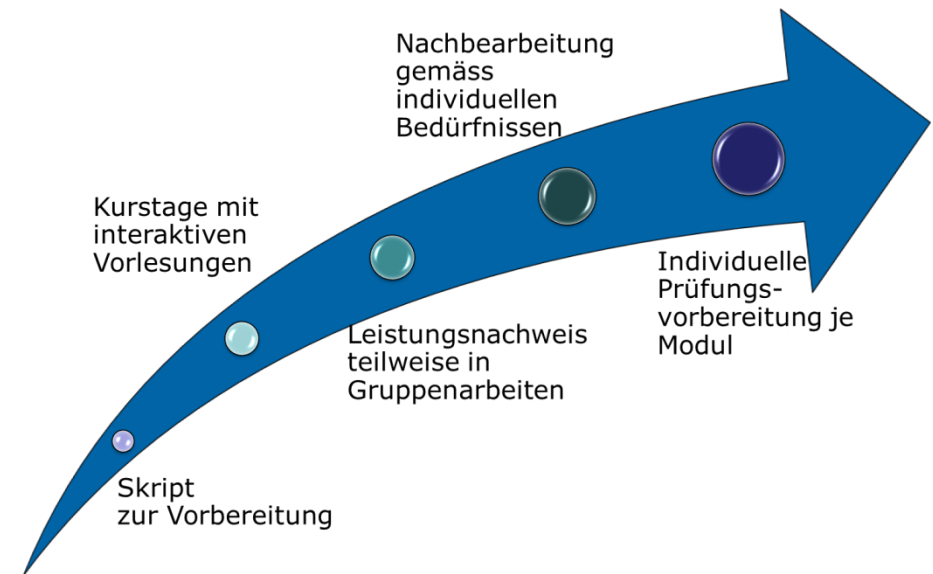 Nachbearbeitung
gemäss
individuellen
Bedürfnissen
Kurstage mit
interaktiven
Vorlesungen
Individuelle
Prüfungs-
vorbereitung je
Modul
Leistungsnachweis
teilweise in
Gruppenarbeiten
Skript
zur Vorbereitung